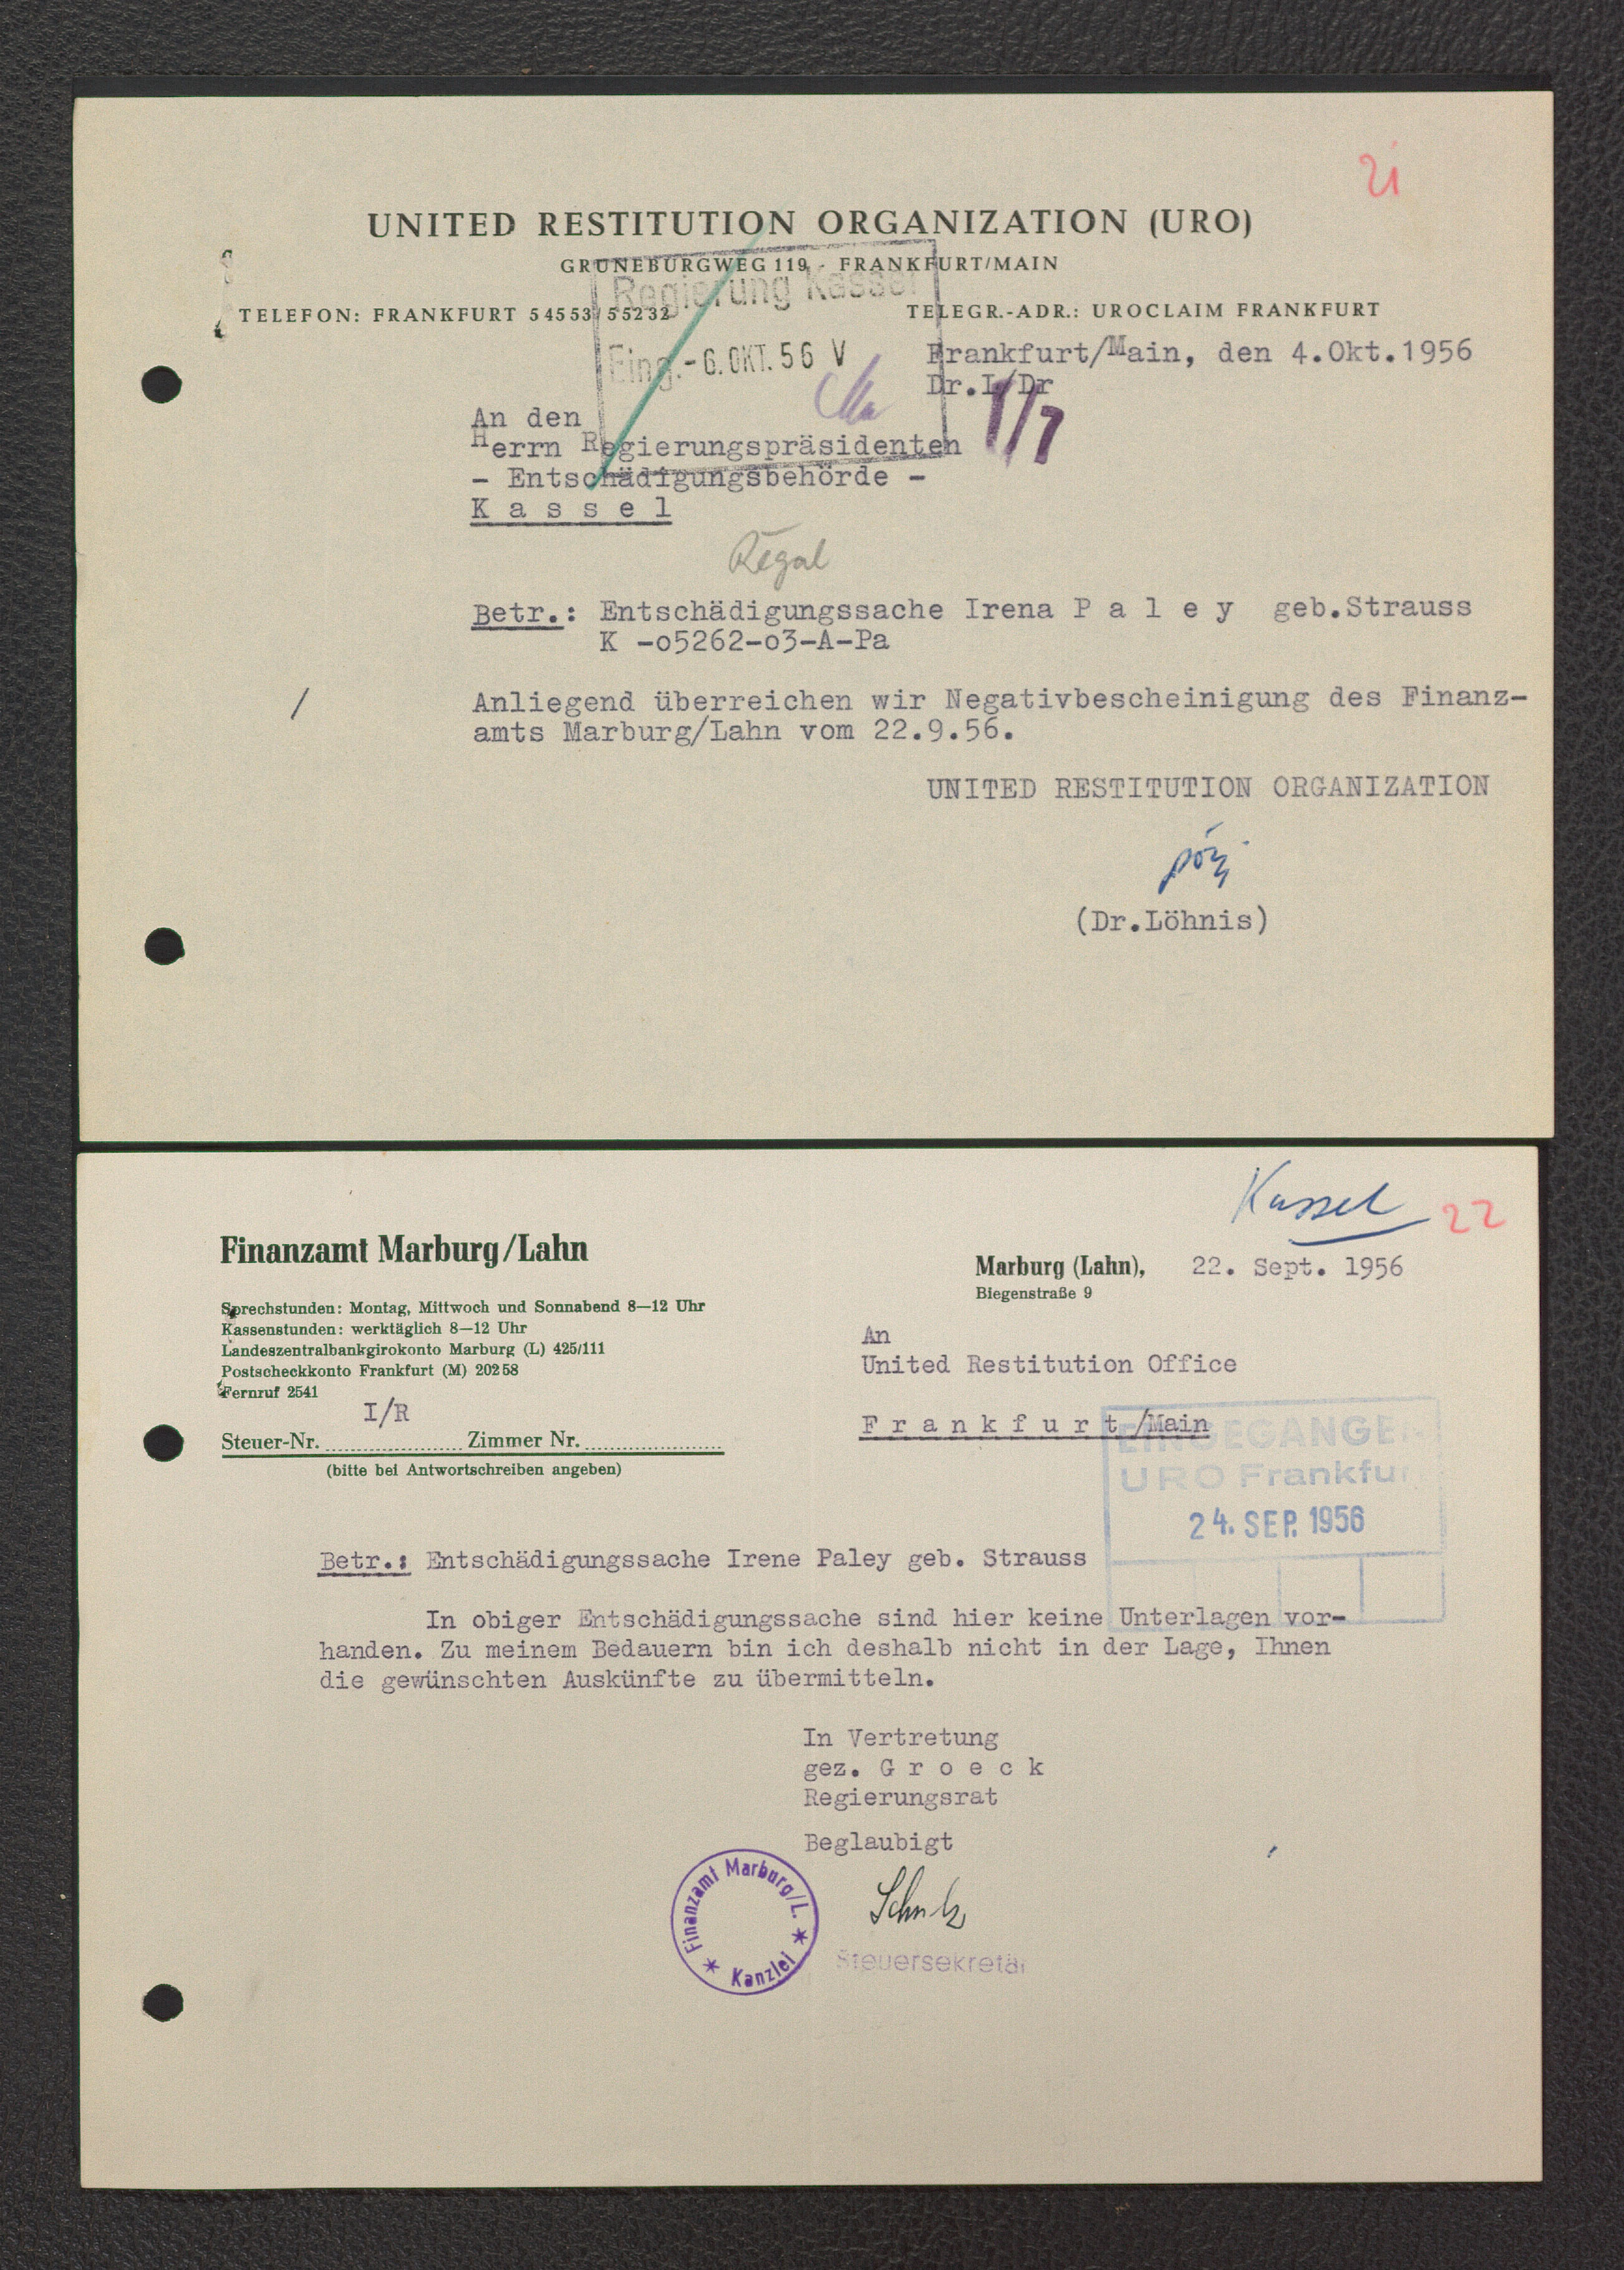 21
UNITED RESTITUTION ORGANIZATION (URO)
GRÜNEBURGWEG 119 - FRANKFURT/MAIN
Regierung Kassel
TELEFON: FRANKFURT 54553/55232
TELEGR.-ADR.: UROCLAIM FRANKFURT
Eing. -6. OKT. 56 V
Frankfurt/Main, den 4.Okt.1956
Dr.L/Dr
An den
Herrn Regierungspräsidenten
- Entschädigungsbehörde -
K a s s e l
Regal
Betr.: Entschädigungssache Irena P a l e y geb.Strauss
K -o5262-o3-A-Pa
/
Anliegend überreichen wir Negativbescheinigung des Finanz-
amts Marburg/Lahn vom 22.9.56.
UNITED RESTITUTION ORGANIZATION
(Dr.Löhnis)
Kassel 22
Finanzamt Marburg/Lahn
Marburg (Lahn), 22. Sept. 1956
Biegenstraße 9
Sprechstunden: Montag, Mittwoch und Sonnabend 8—12 Uhr
Kassenstunden: werktäglich 8—12 Uhr
Landeszentralbankgirokonto Marburg (L) 425/111
Postscheckkonto Frankfurt (M) 20258
Fernruf 2541
I/R
Steuer-Nr. Zimmer Nr.
(bitte bei Antwortschreiben angeben)
An
United Restitution Office
F r a n k f u r t /Main
EINGEGANGEN
URO Frankfur
24. SEP. 1956
Betr.: Entschädigungssache Irene Paley geb. Strauss
In obiger Entschädigungssache sind hier keine Unterlagen vor-
handen. Zu meinem Bedauern bin ich deshalb nicht in der Lage, Ihnen
die gewünschten Auskünfte zu übermitteln.
In Vertretung
gez. G r o e c k
Regierungsrat
Beglaubigt
Finanzamt Marburg/L.
* Kanzlei *
Schulz
Steuersekretär